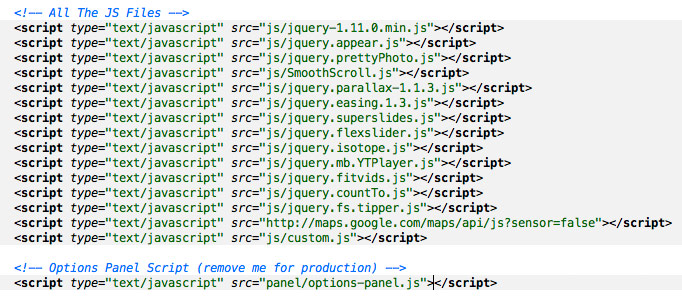 <!-- All The JS Files -->
<script type="text/javascript" src="js/jquery-1.11.0.min.js"></script>
<script type="text/javascript" src="js/jquery.appear.js"></script>
<script type="text/javascript" src="js/jquery.prettyPhoto.js"></script>
<script type="text/javascript" src="js/SmoothScroll.js"></script>
<script type="text/javascript" src="js/jquery.parallax-1.1.3.js"></script>
<script type="text/javascript" src="js/jquery.easing.1.3.js"></script>
<script type="text/javascript" src="js/jquery.superslides.js"></script>
<script type="text/javascript" src="js/jquery.flexslider.js"></script>
<script type="text/javascript" src="js/jquery.isotope.js"></script>
<script type="text/javascript" src="js/jquery.mb.YTPlayer.js"></script>
<script type="text/javascript" src="js/jquery.fitvids.js"></script>
<script type="text/javascript" src="js/jquery.countTo.js"></script>
<script type="text/javascript" src="js/jquery.fs.tipper.js"></script>
<script type="text/javascript" src="http://maps.google.com/maps/api/js?sensor=false"></script>
<script type="text/javascript" src="js/custom.js"></script>
<!-- Options Panel Script (remove me for production) -->
<script type="text/javascript" src="panel/options-panel.js"></script>